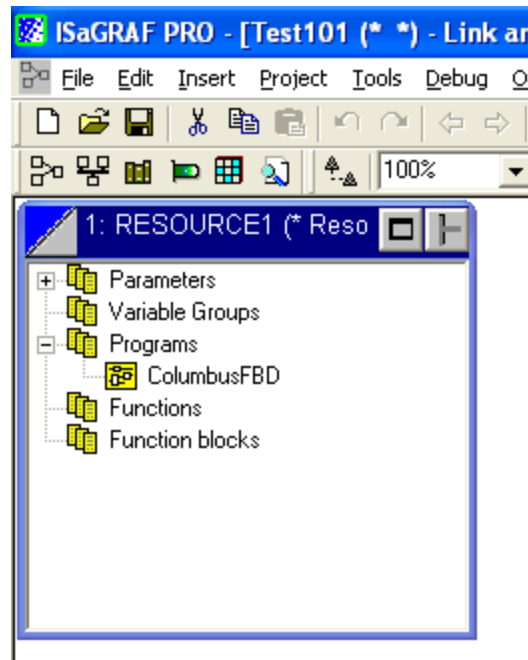 ISaGRAF PRO - [Test101 (* *) - Link an
File Edit Insert Project Tools Debug O
100%
1: RESOURCE1 (* Reso
Parameters
Variable Groups
Programs
ColumbusFBD
Functions
Function blocks